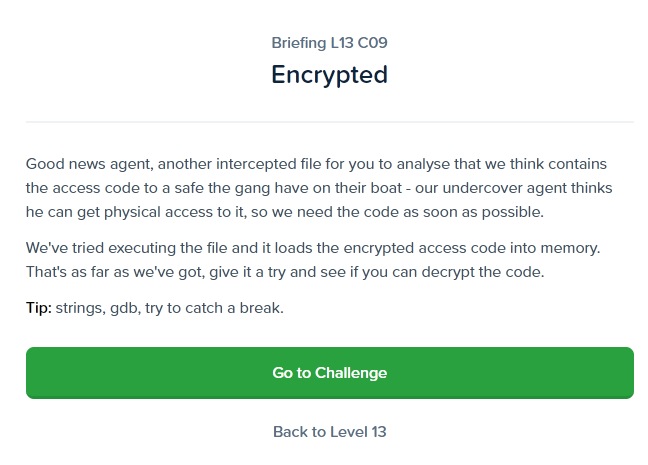 Briefing L13 C09
Encrypted
Good news agent, another intercepted file for you to analyse that we think contains
the access code to a safe the gang have on their boat - our undercover agent thinks
he can get physical access to it, so we need the code as soon as possible.
We've tried executing the file and it loads the encrypted access code into memory.
That's as far as we've got, give it a try and see if you can decrypt the code.
Tip: strings, gdb, try to catch a break.
Go to Challenge
Back to Level 13